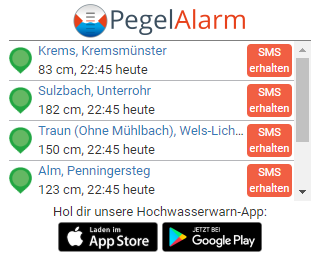 PegelAlarm
Krems, Kremsmünster
83 cm, 22:45 heute
SMS
erhalten
Sulzbach, Unterrohr
182 cm, 22:45 heute
SMS
erhalten
Traun (Ohne Mühlbach), Wels-Lich...
150 cm, 22:45 heute
SMS
erhalten
Alm, Penningersteg
123 cm, 22:45 heute
SMS
erhalten
Hol dir unsere Hochwasserwarn-App:
Laden im
App Store
JETZT BEI
Google Play